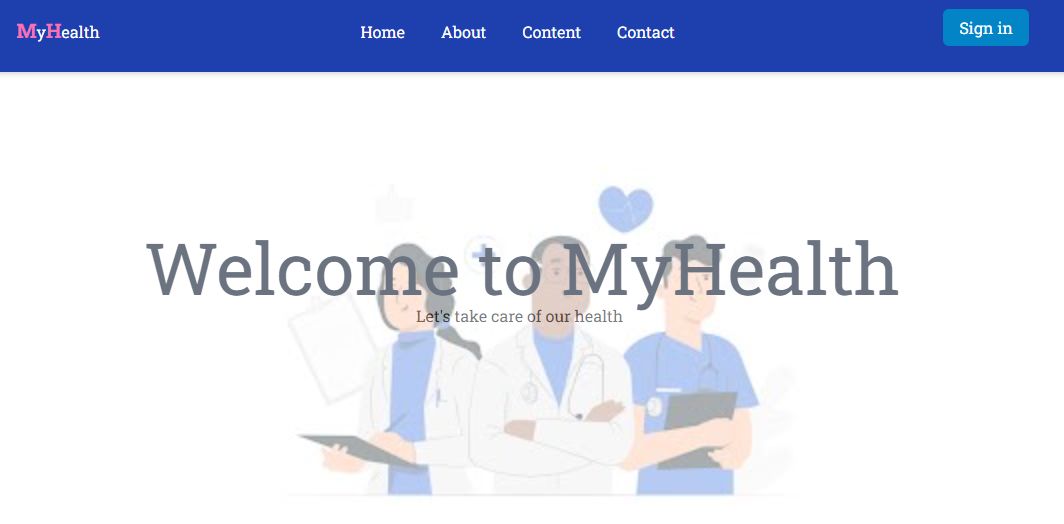 MyHealth Home About Content Contact Sign in
Welcome to MyHealth
Let's take care of our health